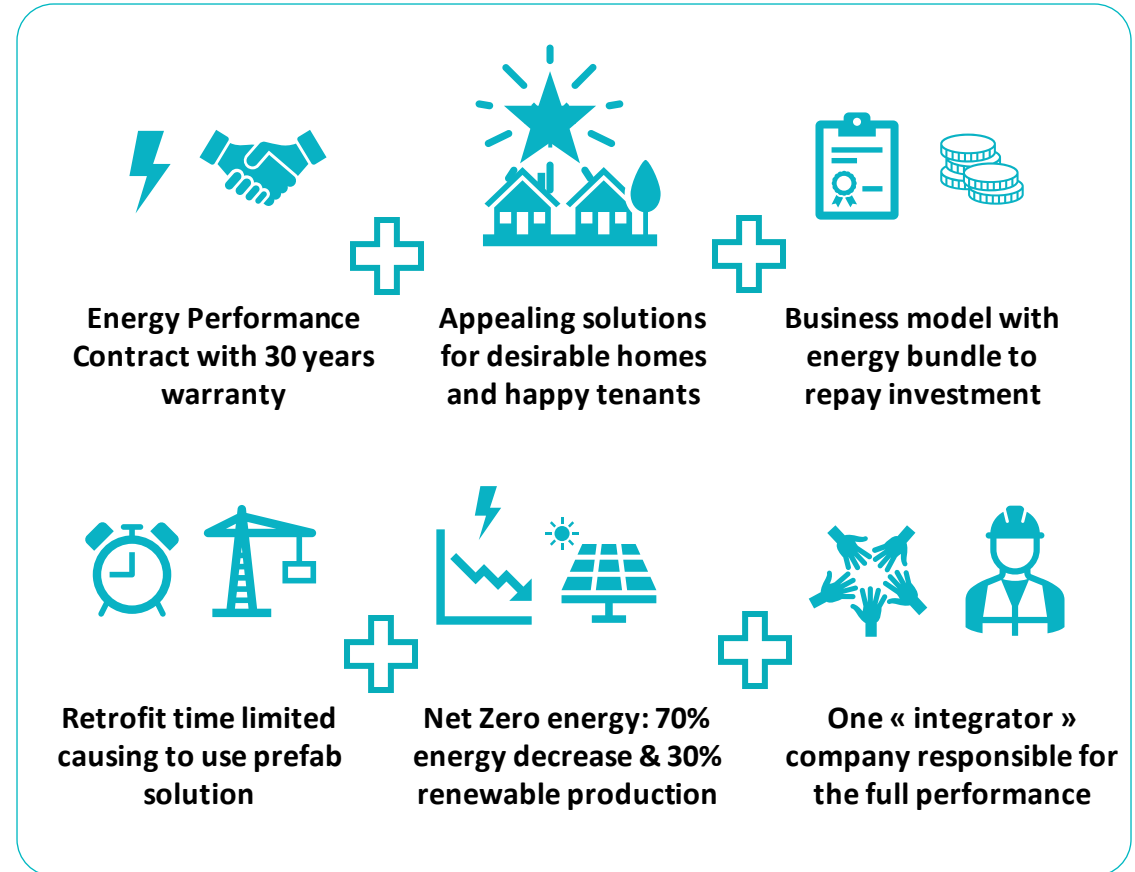 Energy Performance
Contract with 30 years
warranty
Appealing solutions
for desirable homes
and happy tenants
Business model with
energy bundle to
repay investment
Retrofit time limited
causing to use prefab
solution
Net Zero energy: 70%
energy decrease & 30%
renewable production
One « integrator »
company responsible for
the full performance